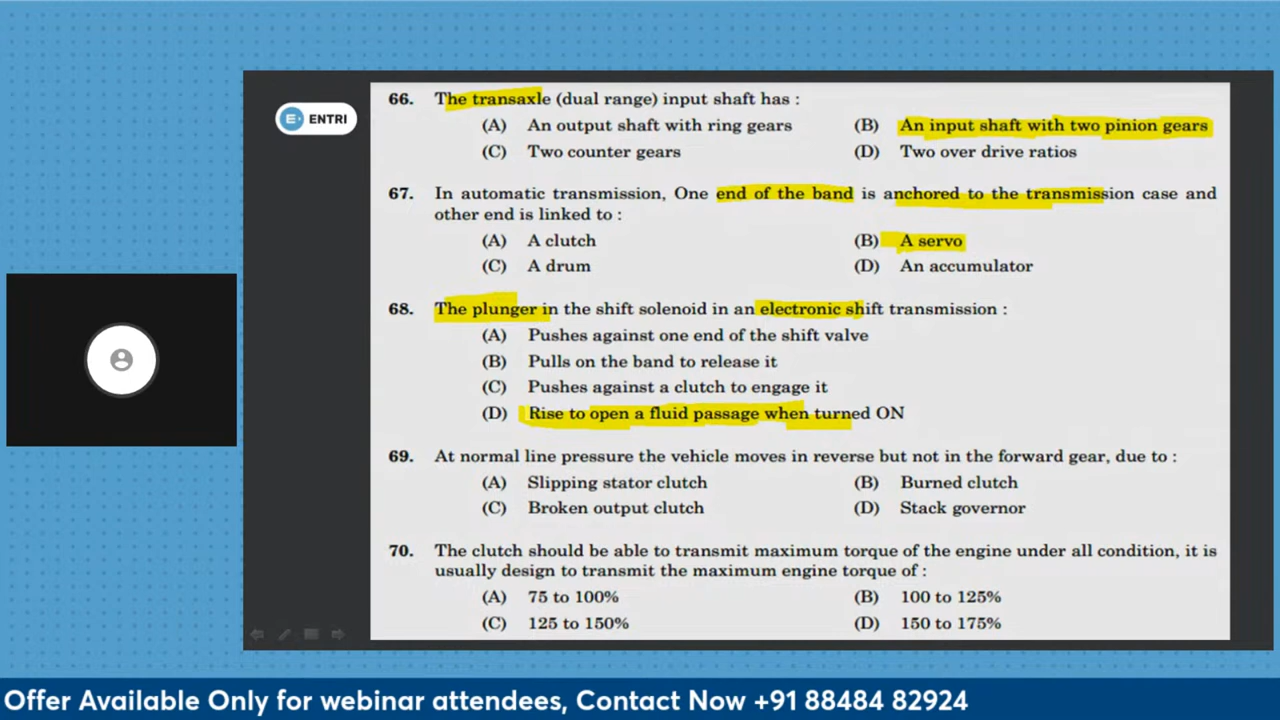 E ENTRI
66. The transaxle (dual range) input shaft has :
(A) An output shaft with ring gears (B) An input shaft with two pinion gears
(C) Two counter gears (D) Two over drive ratios
67. In automatic transmission, One end of the band is anchored to the transmission case and
other end is linked to :
(A) A clutch (B) A servo
(C) A drum (D) An accumulator
68. The plunger in the shift solenoid in an electronic shift transmission :
(A) Pushes against one end of the shift valve
(B) Pulls on the band to release it
(C) Pushes against a clutch to engage it
(D) Rise to open a fluid passage when turned ON
69. At normal line pressure the vehicle moves in reverse but not in the forward gear, due to :
(A) Slipping stator clutch (B) Burned clutch
(C) Broken output clutch (D) Stack governor
70. The clutch should be able to transmit maximum torque of the engine under all condition, it is
usually design to transmit the maximum engine torque of :
(A) 75 to 100% (B) 100 to 125%
(C) 125 to 150% (D) 150 to 175%
Offer Available Only for webinar attendees, Contact Now +91 88484 82924